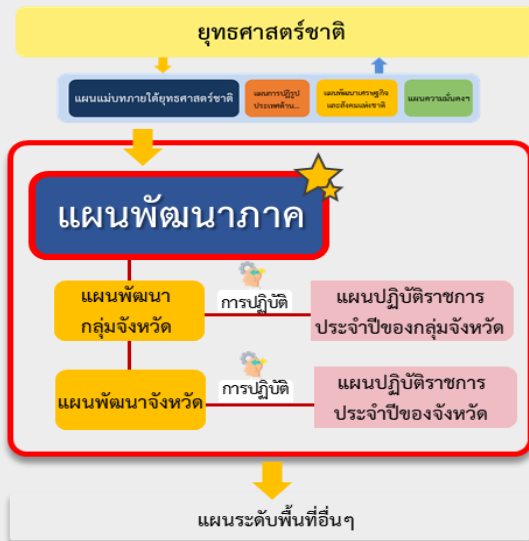 ยุทธศาสตร์ชาติ
แผนแม่บทภายใต้ยุทธศาสตร์ชาติ
แผนการปฏิรูป
ประเทศด้าน...
แผนพัฒนาเศรษฐกิจ
และสังคมแห่งชาติ
แผนความมั่นคงฯ
แผนพัฒนาภาค
แผนพัฒนา
กลุ่มจังหวัด
การปฏิบัติ
แผนปฏิบัติราชการ
ประจำปีของกลุ่มจังหวัด
แผนพัฒนาจังหวัด
การปฏิบัติ
แผนปฏิบัติราชการ
ประจำปีของจังหวัด
แผนระดับพื้นที่อื่นๆ